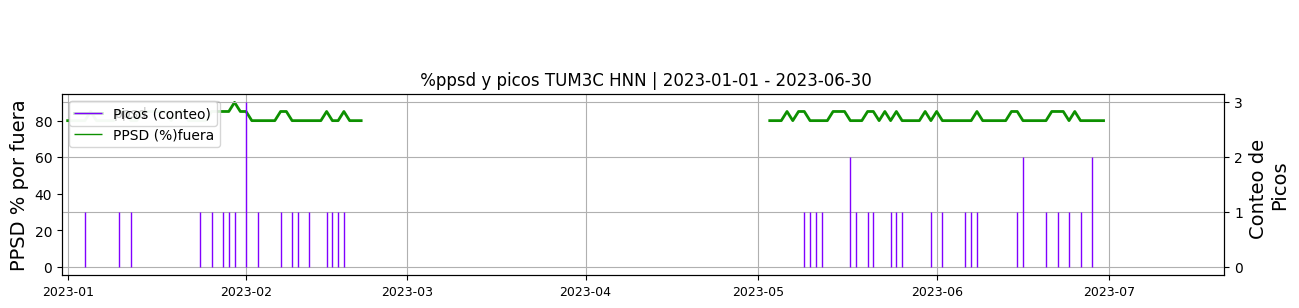 %ppsd y picos TUM3C HNN | 2023-01-01 - 2023-06-30
PPSD % por fuera
80
60
40
20
0
Picos (conteo)
PPSD (%)fuera
3
2
1
0
Conteo de
Picos
2023-01
2023-02
2023-03
2023-04
2023-05
2023-06
2023-07